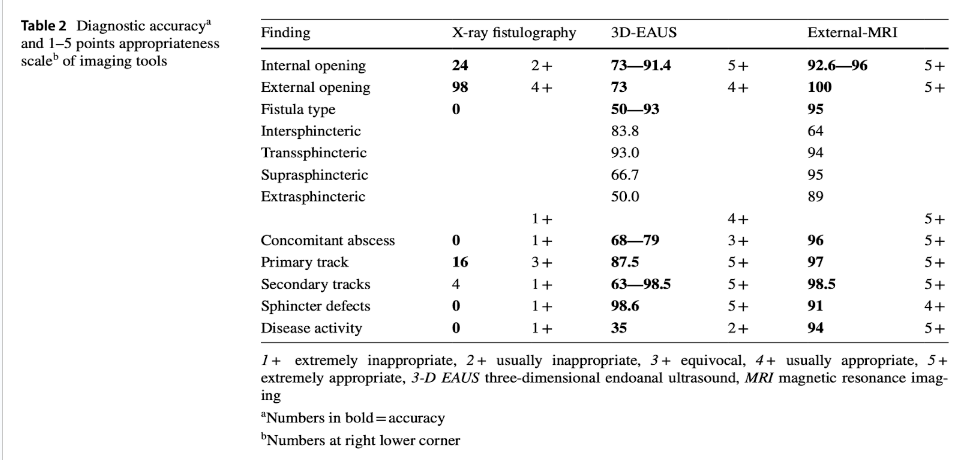 Table 2 Diagnostic accuracyᵃ
and 1–5 points appropriateness
scaleᵇ of imaging tools
Finding X-ray fistulography 3D-EAUS External-MRI
Internal opening 24 2+ 73—91.4 5+ 92.6—96 5+
External opening 98 4+ 73 4+ 100 5+
Fistula type 0 50—93 95
Intersphincteric 83.8 64
Transsphincteric 93.0 94
Suprasphincteric 66.7 95
Extrasphincteric 50.0 89
1+ 4+ 5+
Concomitant abscess 0 1+ 68—79 3+ 96 5+
Primary track 16 3+ 87.5 5+ 97 5+
Secondary tracks 4 1+ 63—98.5 5+ 98.5 5+
Sphincter defects 0 1+ 98.6 5+ 91 4+
Disease activity 0 1+ 35 2+ 94 5+
1+ extremely inappropriate, 2+ usually inappropriate, 3+ equivocal, 4+ usually appropriate, 5+
extremely appropriate, 3-D EAUS three-dimensional endoanal ultrasound, MRI magnetic resonance imag-
ing
ᵃNumbers in bold=accuracy
ᵇNumbers at right lower corner